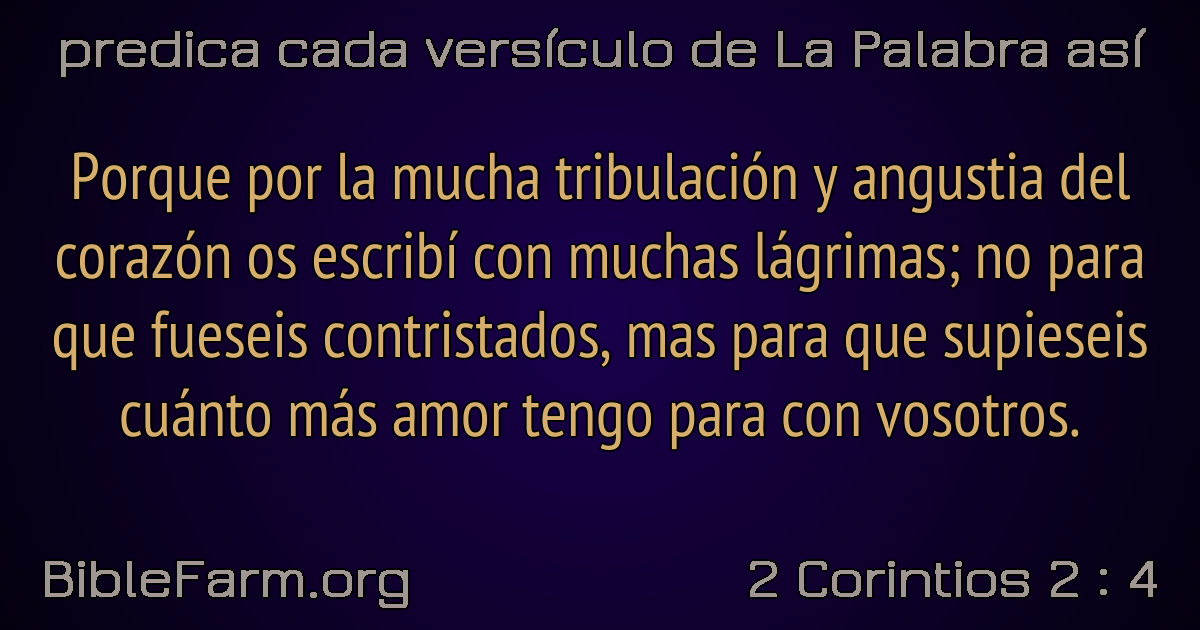 predica cada versículo de La Palabra así
Porque por la mucha tribulación y angustia del
corazón os escribí con muchas lágrimas; no para
que fueseis contristados, mas para que supieseis
cuánto más amor tengo para con vosotros.
BibleFarm.org
2 Corintios 2 : 4